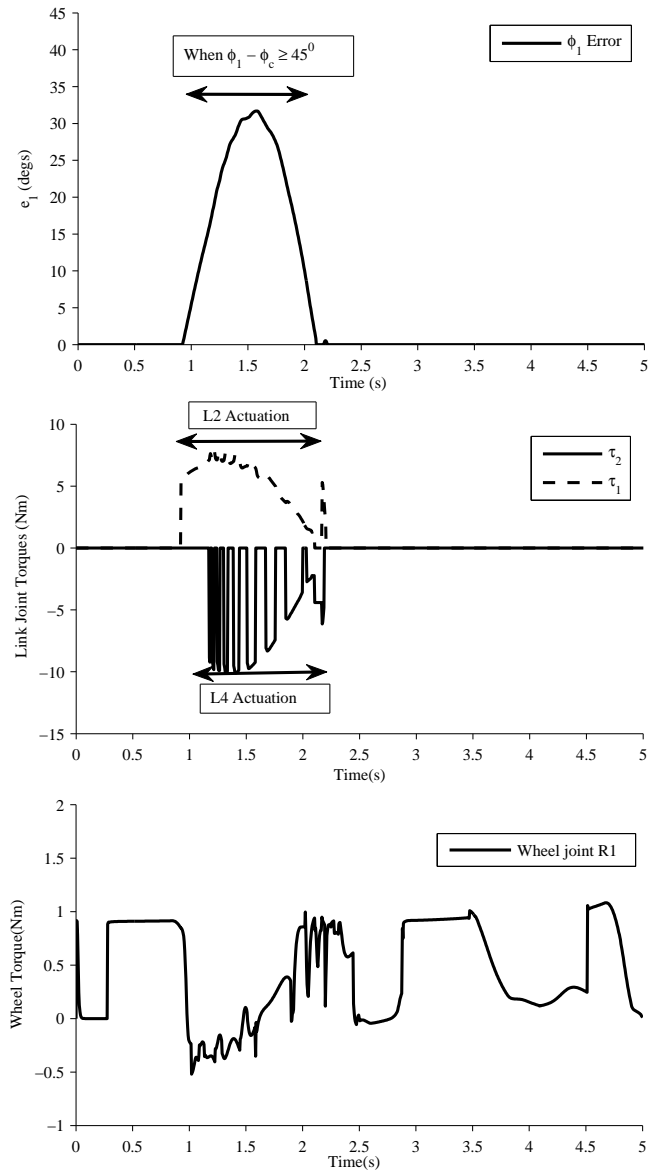 45
40
35
30
25
20
15
10
5
0
e1 (degs)
When ϕ1 − ϕc ≥ 45⁰
ϕ1 Error
0 0.5 1 1.5 2 2.5 3 3.5 4 4.5 5
Time (s)
10
5
0
−5
−10
−15
Link Joint Torques (Nm)
L2 Actuation
τ2
τ1
L4 Actuation
0 0.5 1 1.5 2 2.5 3 3.5 4 4.5 5
Time(s)
2
1.5
1
0.5
0
−0.5
−1
Wheel Torque(Nm)
Wheel joint R1
0 0.5 1 1.5 2 2.5 3 3.5 4 4.5 5
Time(s)